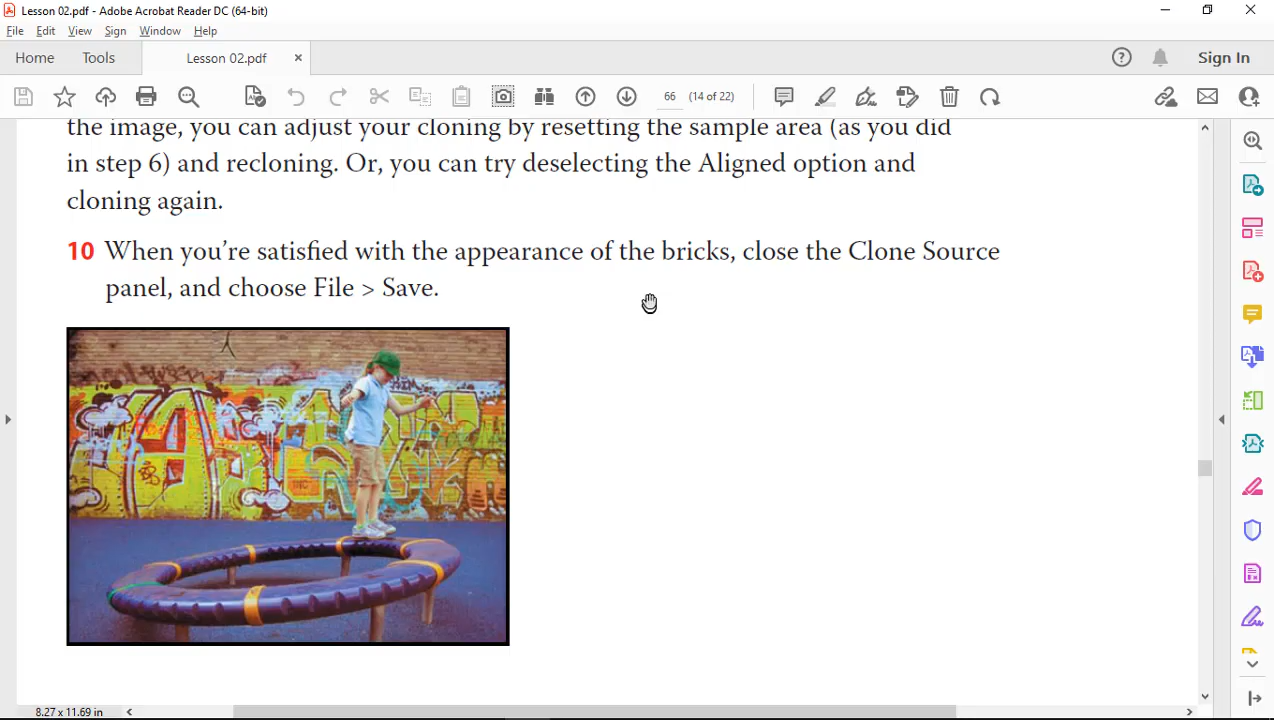 Lesson 02.pdf - Adobe Acrobat Reader DC (64-bit)
File Edit View Sign Window Help
Home Tools Lesson 02.pdf × Sign In
66 (14 of 22)
the image, you can adjust your cloning by resetting the sample area (as you did
in step 6) and recloning. Or, you can try deselecting the Aligned option and
cloning again.
10 When you're satisfied with the appearance of the bricks, close the Clone Source
panel, and choose File > Save.
8.27 x 11.69 in